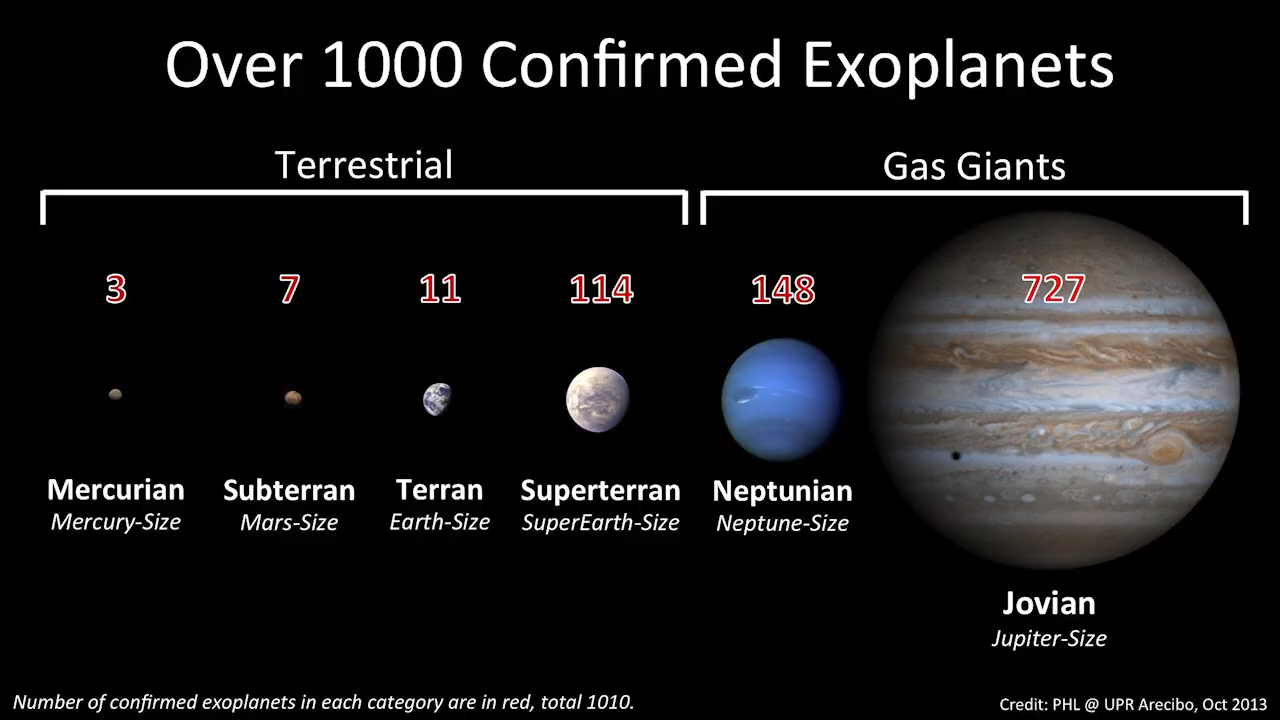 Over 1000 Confirmed Exoplanets
Terrestrial
Gas Giants
3
7
11
114
148
727
Mercurian
Mercury-Size
Subterran
Mars-Size
Terran
Earth-Size
Superterran
SuperEarth-Size
Neptunian
Neptune-Size
Jovian
Jupiter-Size
Number of confirmed exoplanets in each category are in red, total 1010.
Credit: PHL @ UPR Arecibo, Oct 2013